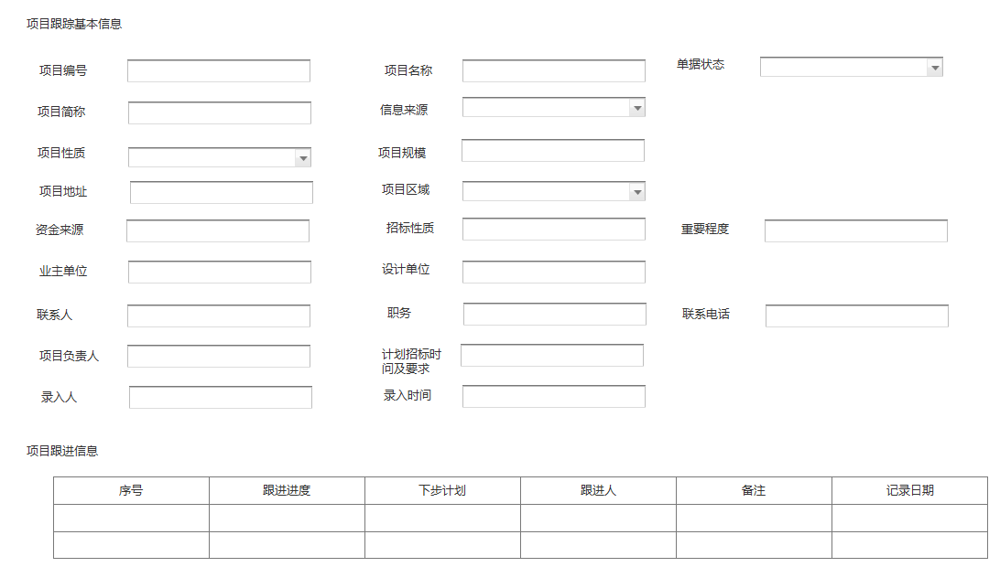 项目跟踪基本信息
项目编号
项目名称
单据状态
项目简称
信息来源
项目性质
项目规模
项目地址
项目区域
资金来源
招标性质
重要程度
业主单位
设计单位
联系人
职务
联系电话
项目负责人
计划招标时
间及要求
录入人
录入时间
项目跟进信息
序号 跟进进度 下步计划 跟进人 备注 记录日期